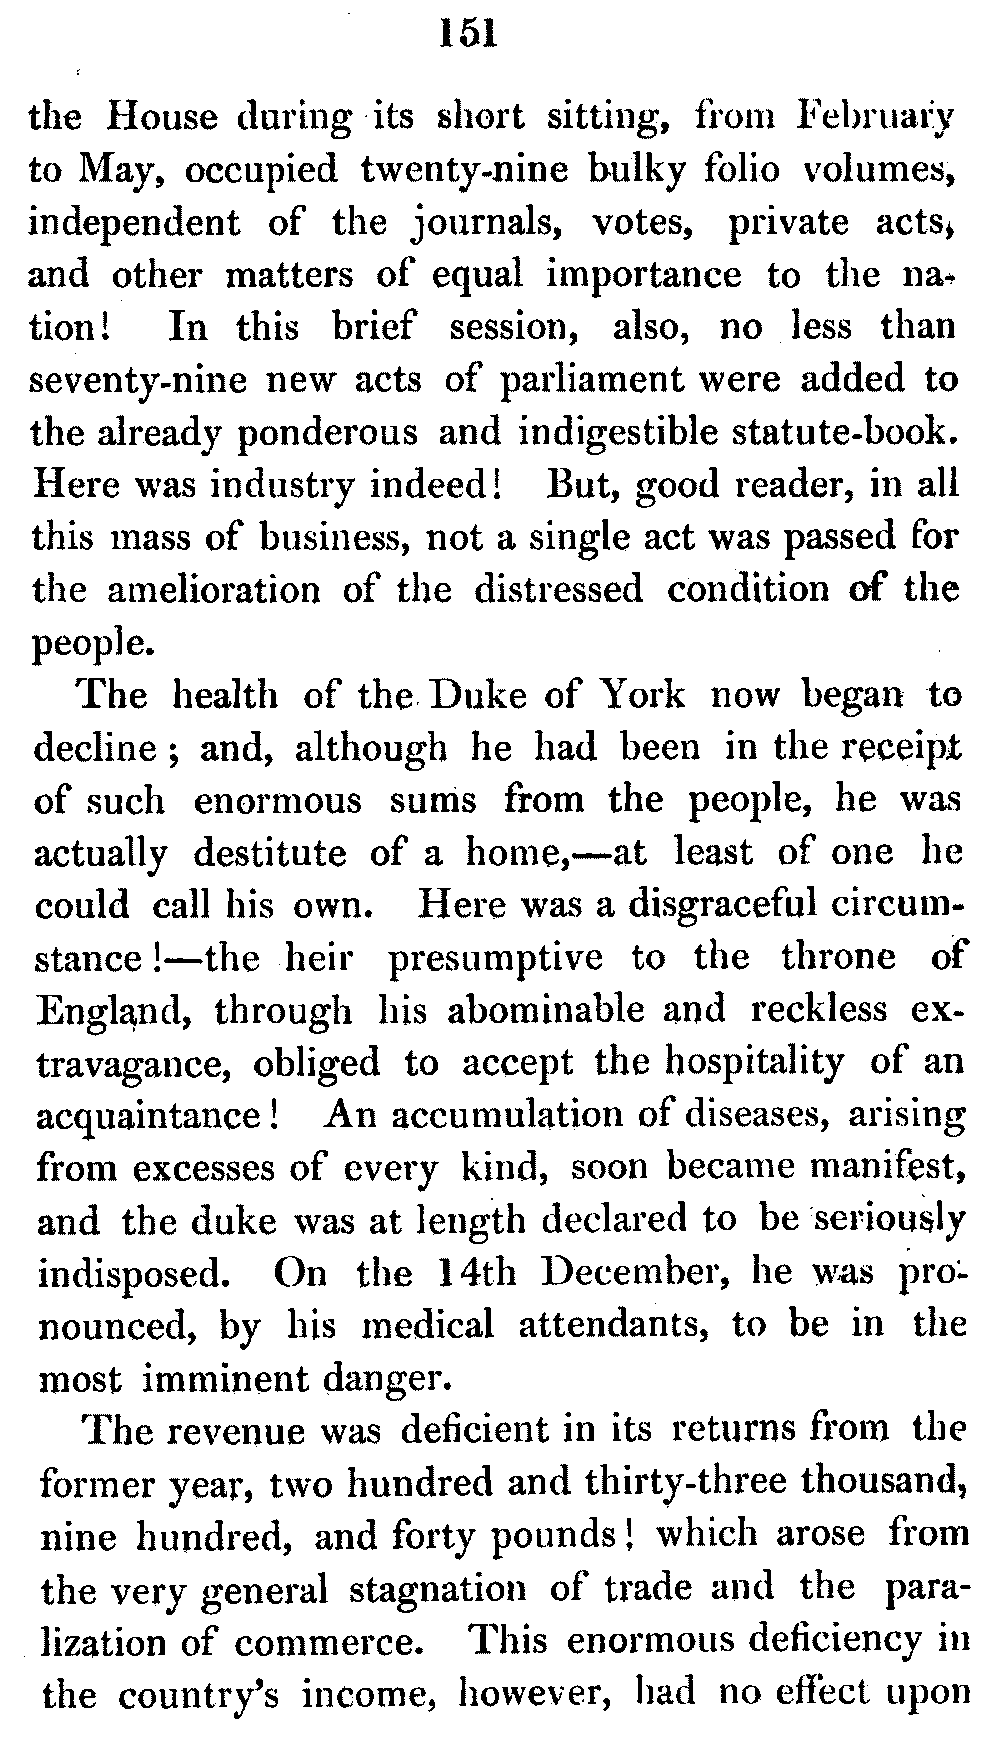 151
the House during its short sitting, from February
to May, occupied twenty-nine bulky folio volumes,
independent of the journals, votes, private acts,
and other matters of equal importance to the na-
tion! In this brief session, also, no less than
seventy-nine new acts of parliament were added to
the already ponderous and indigestible statute-book.
Here was industry indeed! But, good reader, in all
this mass of business, not a single act was passed for
the amelioration of the distressed condition of the
people.
The health of the Duke of York now began to
decline ; and, although he had been in the receipt
of such enormous sums from the people, he was
actually destitute of a home,—at least of one he
could call his own. Here was a disgraceful circum-
stance !—the heir presumptive to the throne of
England, through his abominable and reckless ex-
travagance, obliged to accept the hospitality of an
acquaintance ! An accumulation of diseases, arising
from excesses of every kind, soon became manifest,
and the duke was at length declared to be seriously
indisposed. On the 14th December, he was pro-
nounced, by his medical attendants, to be in the
most imminent danger.
The revenue was deficient in its returns from the
former year, two hundred and thirty-three thousand,
nine hundred, and forty pounds ! which arose from
the very general stagnation of trade and the para-
lization of commerce. This enormous deficiency in
the country's income, however, had no effect upon